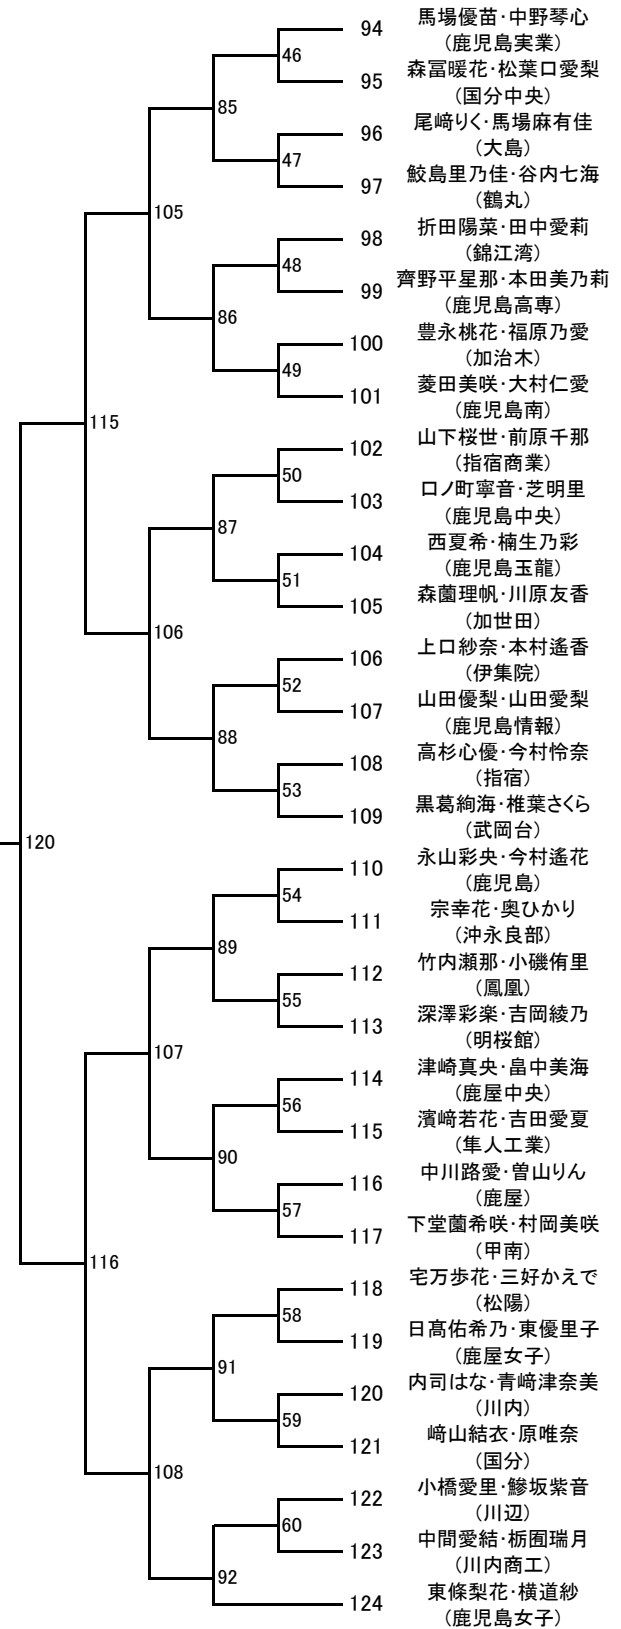 94 馬場優苗・中野琴心
(鹿児島実業)
46
95 森冨暖花・松葉口愛梨
(国分中央)
85
96 尾﨑りく・馬場麻有佳
(大島)
47
97 鮫島里乃佳・谷内七海
(鶴丸)
105
98 折田陽菜・田中愛莉
(錦江湾)
48
99 齊野平星那・本田美乃莉
(鹿児島高専)
86
100 豊永桃花・福原乃愛
(加治木)
49
101 菱田美咲・大村仁愛
(鹿児島南)
115
102 山下桜世・前原千那
(指宿商業)
50
103 口ノ町寧音・芝明里
(鹿児島中央)
87
104 西夏希・楠生乃彩
(鹿児島玉龍)
51
105 森薗理帆・川原友香
(加世田)
106
106 上口紗奈・本村遙香
(伊集院)
52
107 山田優梨・山田愛梨
(鹿児島情報)
88
108 高杉心優・今村怜奈
(指宿)
53
109 黒葛絢海・椎葉さくら
(武岡台)
120
110 永山彩央・今村遙花
(鹿児島)
54
111 宗幸花・奥ひかり
(沖永良部)
89
112 竹内瀬那・小磯侑里
(鳳凰)
55
113 深澤彩楽・吉岡綾乃
(明桜館)
107
114 津崎真央・畠中美海
(鹿屋中央)
56
115 濱﨑若花・吉田愛夏
(隼人工業)
90
116 中川路愛・曽山りん
(鹿屋)
57
117 下堂薗希咲・村岡美咲
(甲南)
116
118 宅万歩花・三好かえで
(松陽)
58
119 日髙佑希乃・東優里子
(鹿屋女子)
91
120 内司はな・青﨑津奈美
(川内)
59
121 﨑山結衣・原唯奈
(国分)
108
122 小橋愛里・鰺坂紫音
(川辺)
60
123 中間愛結・栃囿瑞月
(川内商工)
92
124 東條梨花・横道紗
(鹿児島女子)